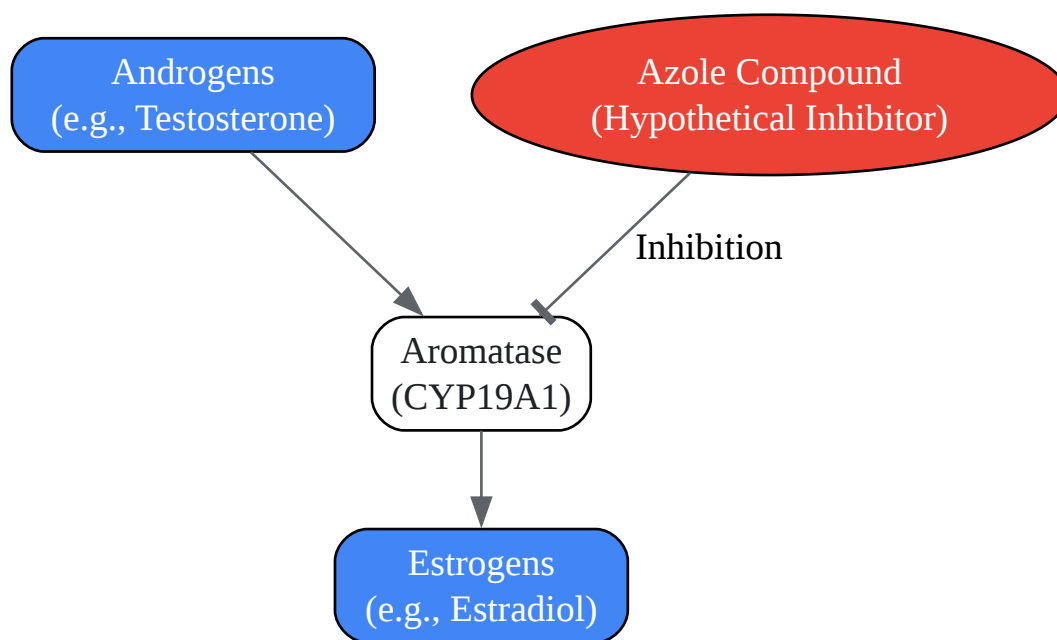 Androgens
(e.g., Testosterone)
Azole Compound
(Hypothetical Inhibitor)
Inhibition
Aromatase
(CYP19A1)
Estrogens
(e.g., Estradiol)